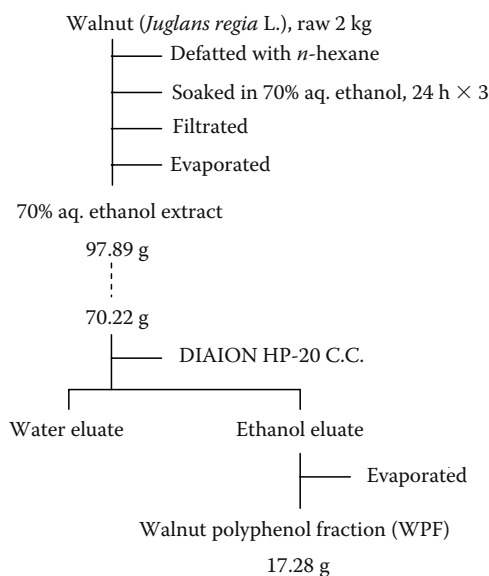 Walnut (Juglans regia L.), raw 2 kg
Defatted with n-hexane
Soaked in 70% aq. ethanol, 24 h × 3
Filtrated
Evaporated
70% aq. ethanol extract
97.89 g
70.22 g
DIAION HP-20 C.C.
Water eluate
Ethanol eluate
Evaporated
Walnut polyphenol fraction (WPF)
17.28 g